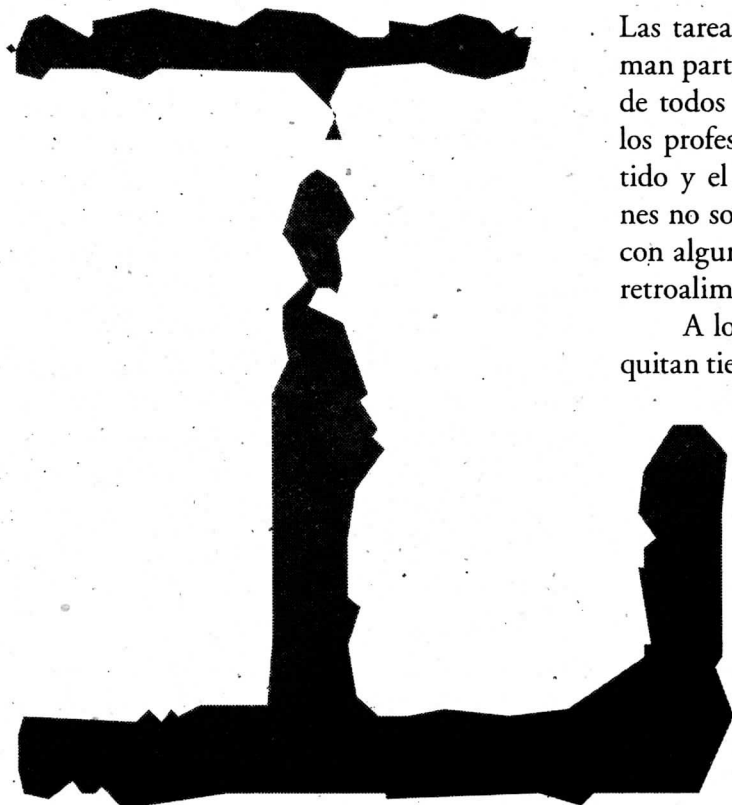 L
Las tarea
man part
de todos
los profes
tido y el
nes no so
con algun
retroalim
A lo
quitan tie